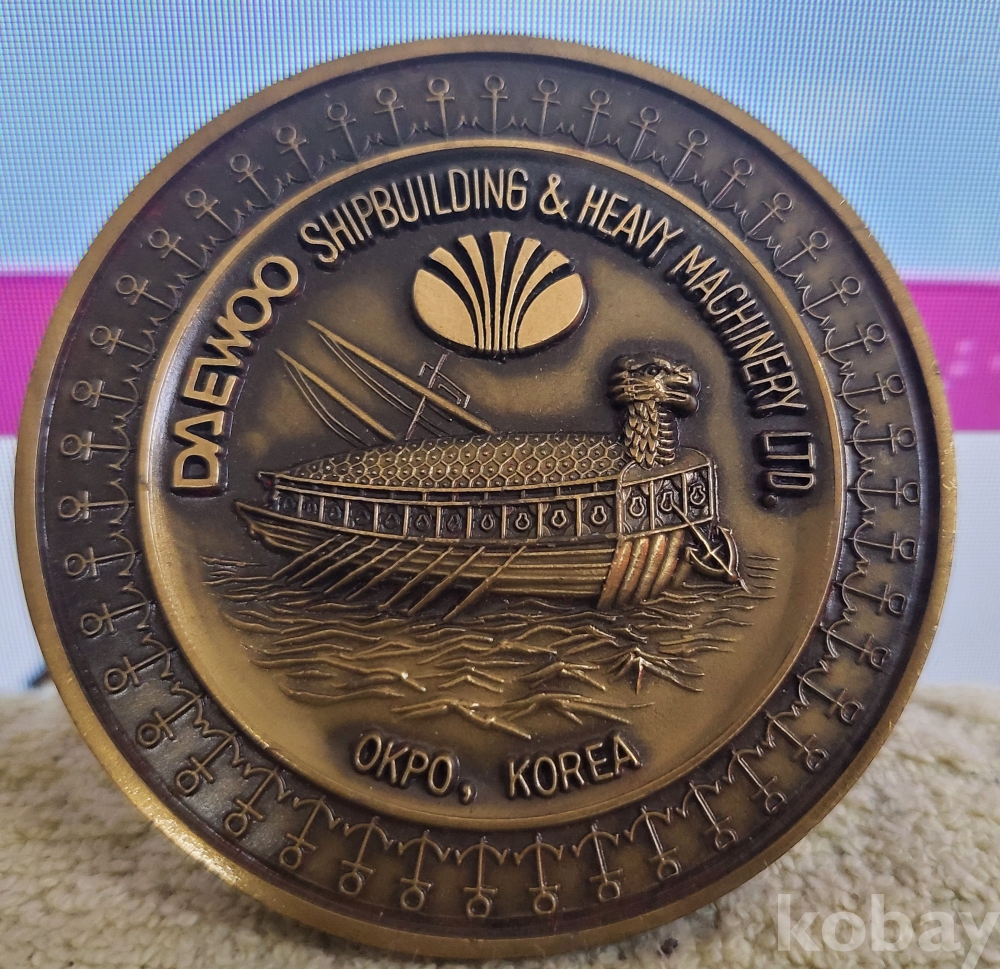 DAEWOO SHIPBUILDING & HEAVY MACHINERY LTD.
OKPO, KOREA
kobay